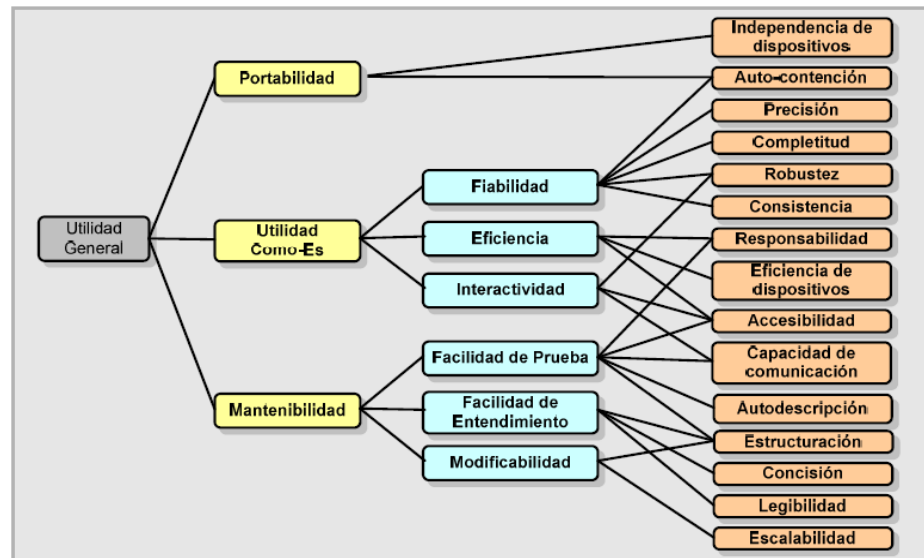 Utilidad
General
Portabilidad
Utilidad
Como-Es
Mantenibilidad
Fiabilidad
Eficiencia
Interactividad
Facilidad de Prueba
Facilidad de
Entendimiento
Modificabilidad
Independencia de
dispositivos
Auto-contención
Precisión
Completitud
Robustez
Consistencia
Responsabilidad
Eficiencia de
dispositivos
Accesibilidad
Capacidad de
comunicación
Autodescripción
Estructuración
Concisión
Legibilidad
Escalabilidad